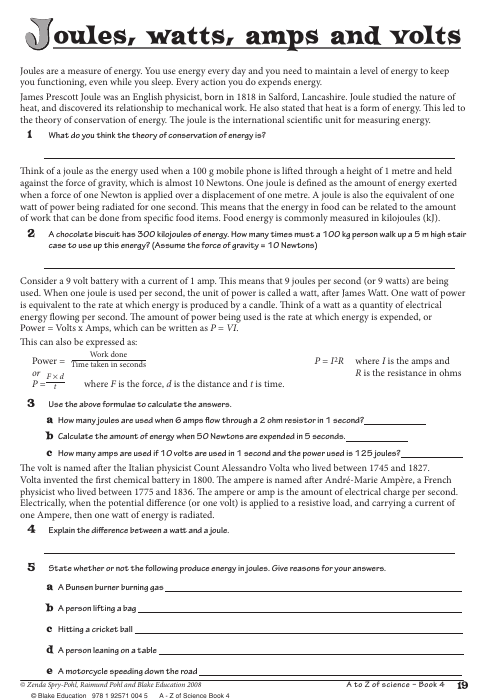 Joules, watts, amps and volts
Joules are a measure of energy. You use energy every day and you need to maintain a level of energy to keep
you functioning, even while you sleep. Every action you do expends energy.
James Prescott Joule was an English physicist, born in 1818 in Salford, Lancashire. Joule studied the nature of
heat, and discovered its relationship to mechanical work. He also stated that heat is a form of energy. This led to
the theory of conservation of energy. The joule is the international scientific unit for measuring energy.
1 What do you think the theory of conservation of energy is?
Think of a joule as the energy used when a 100 g mobile phone is lifted through a height of 1 metre and held
against the force of gravity, which is almost 10 Newtons. One joule is defined as the amount of energy exerted
when a force of one Newton is applied over a displacement of one metre. A joule is also the equivalent of one
watt of power being radiated for one second. This means that the energy in food can be related to the amount
of work that can be done from specific food items. Food energy is commonly measured in kilojoules (kJ).
2 A chocolate biscuit has 300 kilojoules of energy. How many times must a 100 kg person walk up a 5 m high stair
case to use up this energy? (Assume the force of gravity = 10 Newtons)
Consider a 9 volt battery with a current of 1 amp. This means that 9 joules per second (or 9 watts) are being
used. When one joule is used per second, the unit of power is called a watt, after James Watt. One watt of power
is equivalent to the rate at which energy is produced by a candle. Think of a watt as a quantity of electrical
energy flowing per second. The amount of power being used is the rate at which energy is expended, or
Power = Volts x Amps, which can be written as P = VI.
This can also be expressed as:
Power = Work done / Time taken in seconds
P = I²R where I is the amps and
R is the resistance in ohms
or
P = F x d / t where F is the force, d is the distance and t is time.
3 Use the above formulae to calculate the answers.
a How many joules are used when 6 amps flow through a 2 ohm resistor in 1 second?
b Calculate the amount of energy when 50 Newtons are expended in 5 seconds.
c How many amps are used if 10 volts are used in 1 second and the power used is 125 joules?
The volt is named after the Italian physicist Count Alessandro Volta who lived between 1745 and 1827.
Volta invented the first chemical battery in 1800. The ampere is named after André-Marie Ampère, a French
physicist who lived between 1775 and 1836. The ampere or amp is the amount of electrical charge per second.
Electrically, when the potential difference (or one volt) is applied to a resistive load, and carrying a current of
one Ampere, then one watt of energy is radiated.
4 Explain the difference between a watt and a joule.
5 State whether or not the following produce energy in joules. Give reasons for your answers.
a A Bunsen burner burning gas
b A person lifting a bag
c Hitting a cricket ball
d A person leaning on a table
e A motorcycle speeding down the road
© Zenda Spry-Pohl, Raimund Pohl and Blake Education 2008
A to Z of science – Book 4 19
© Blake Education 978 1 92571 004 5 A - Z of Science Book 4